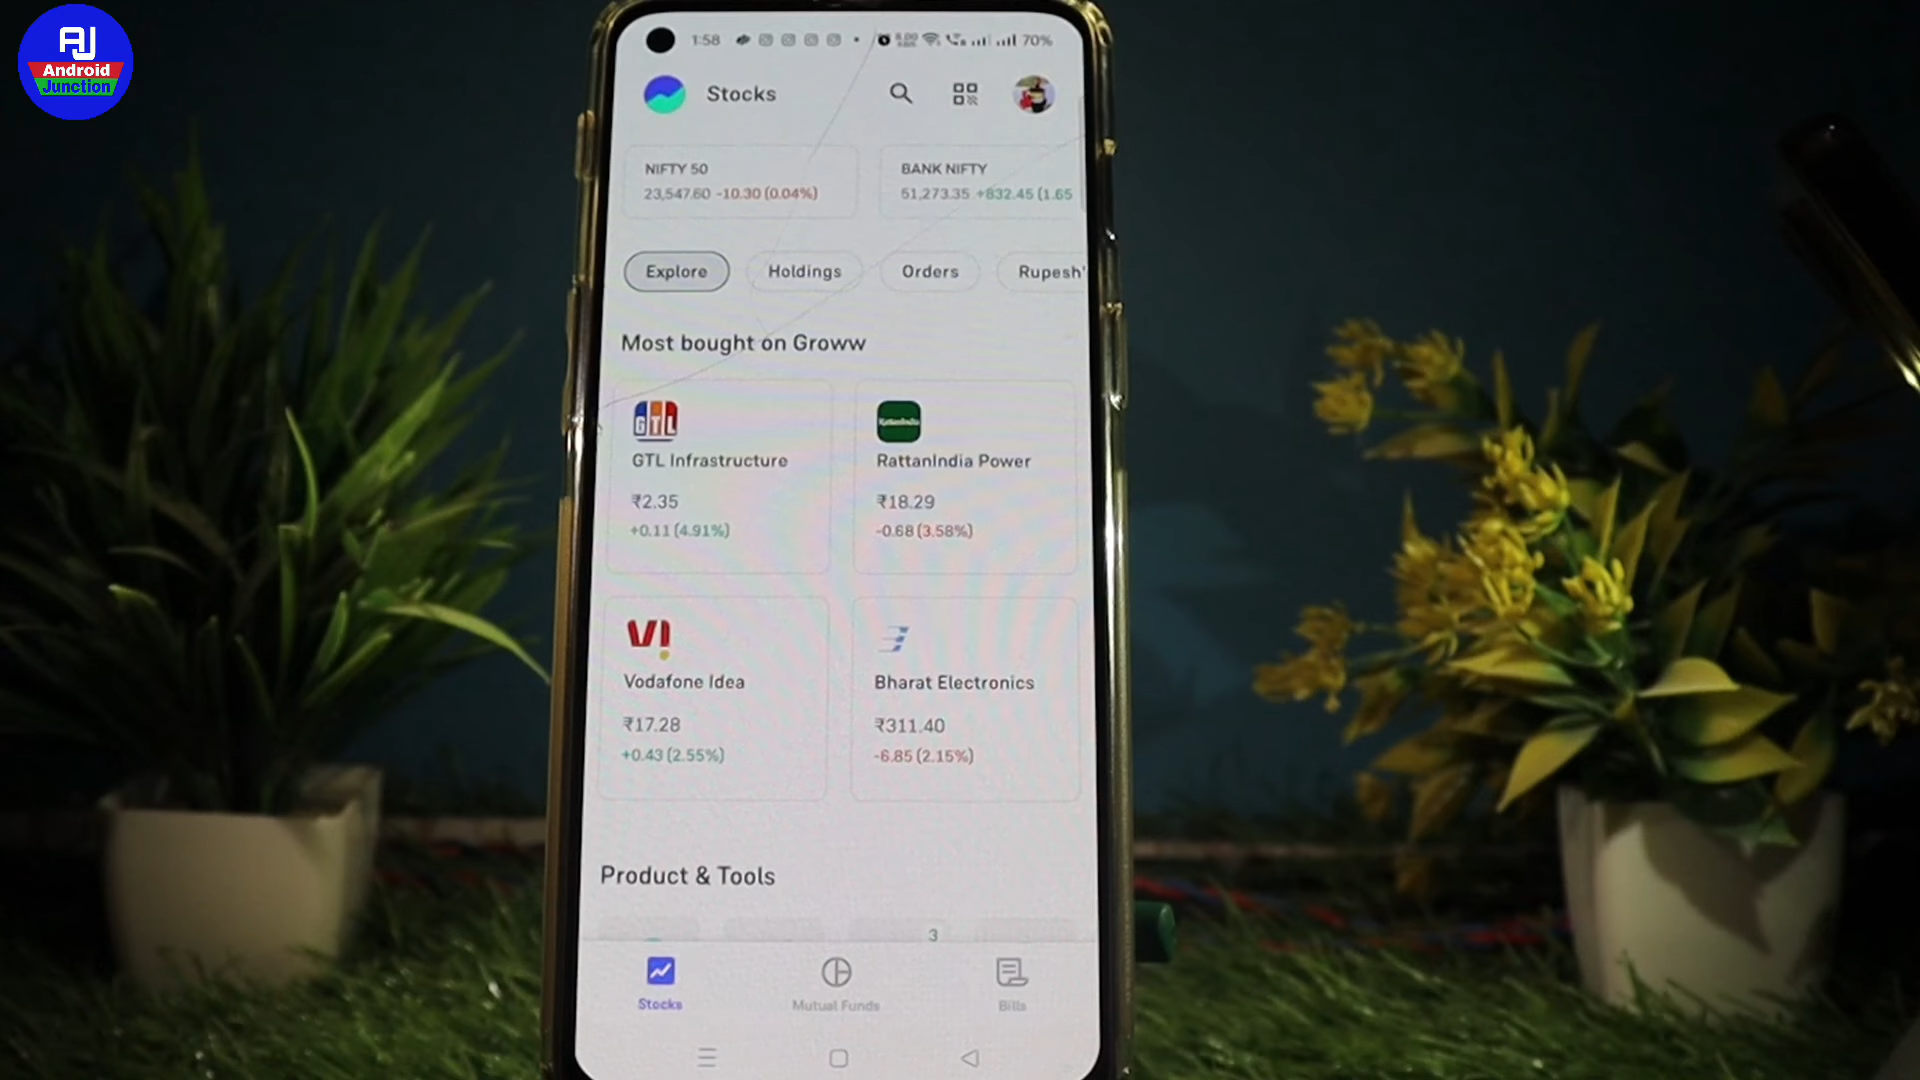 AJ
Android
Junction
1:58
70%
Stocks
NIFTY 50
23,547.60 -10.30 (0.04%)
BANK NIFTY
51,273.35 +832.45 (1.65
Explore
Holdings
Orders
Rupesh'
Most bought on Groww
GTL
GTL Infrastructure
₹2.35
+0.11 (4.91%)
RattanIndia
RattanIndia Power
₹18.29
-0.68 (3.58%)
VI
Vodafone Idea
₹17.28
+0.43 (2.55%)
Bharat Electronics
₹311.40
-6.85 (2.15%)
Product & Tools
3
Stocks
Mutual Funds
Bills